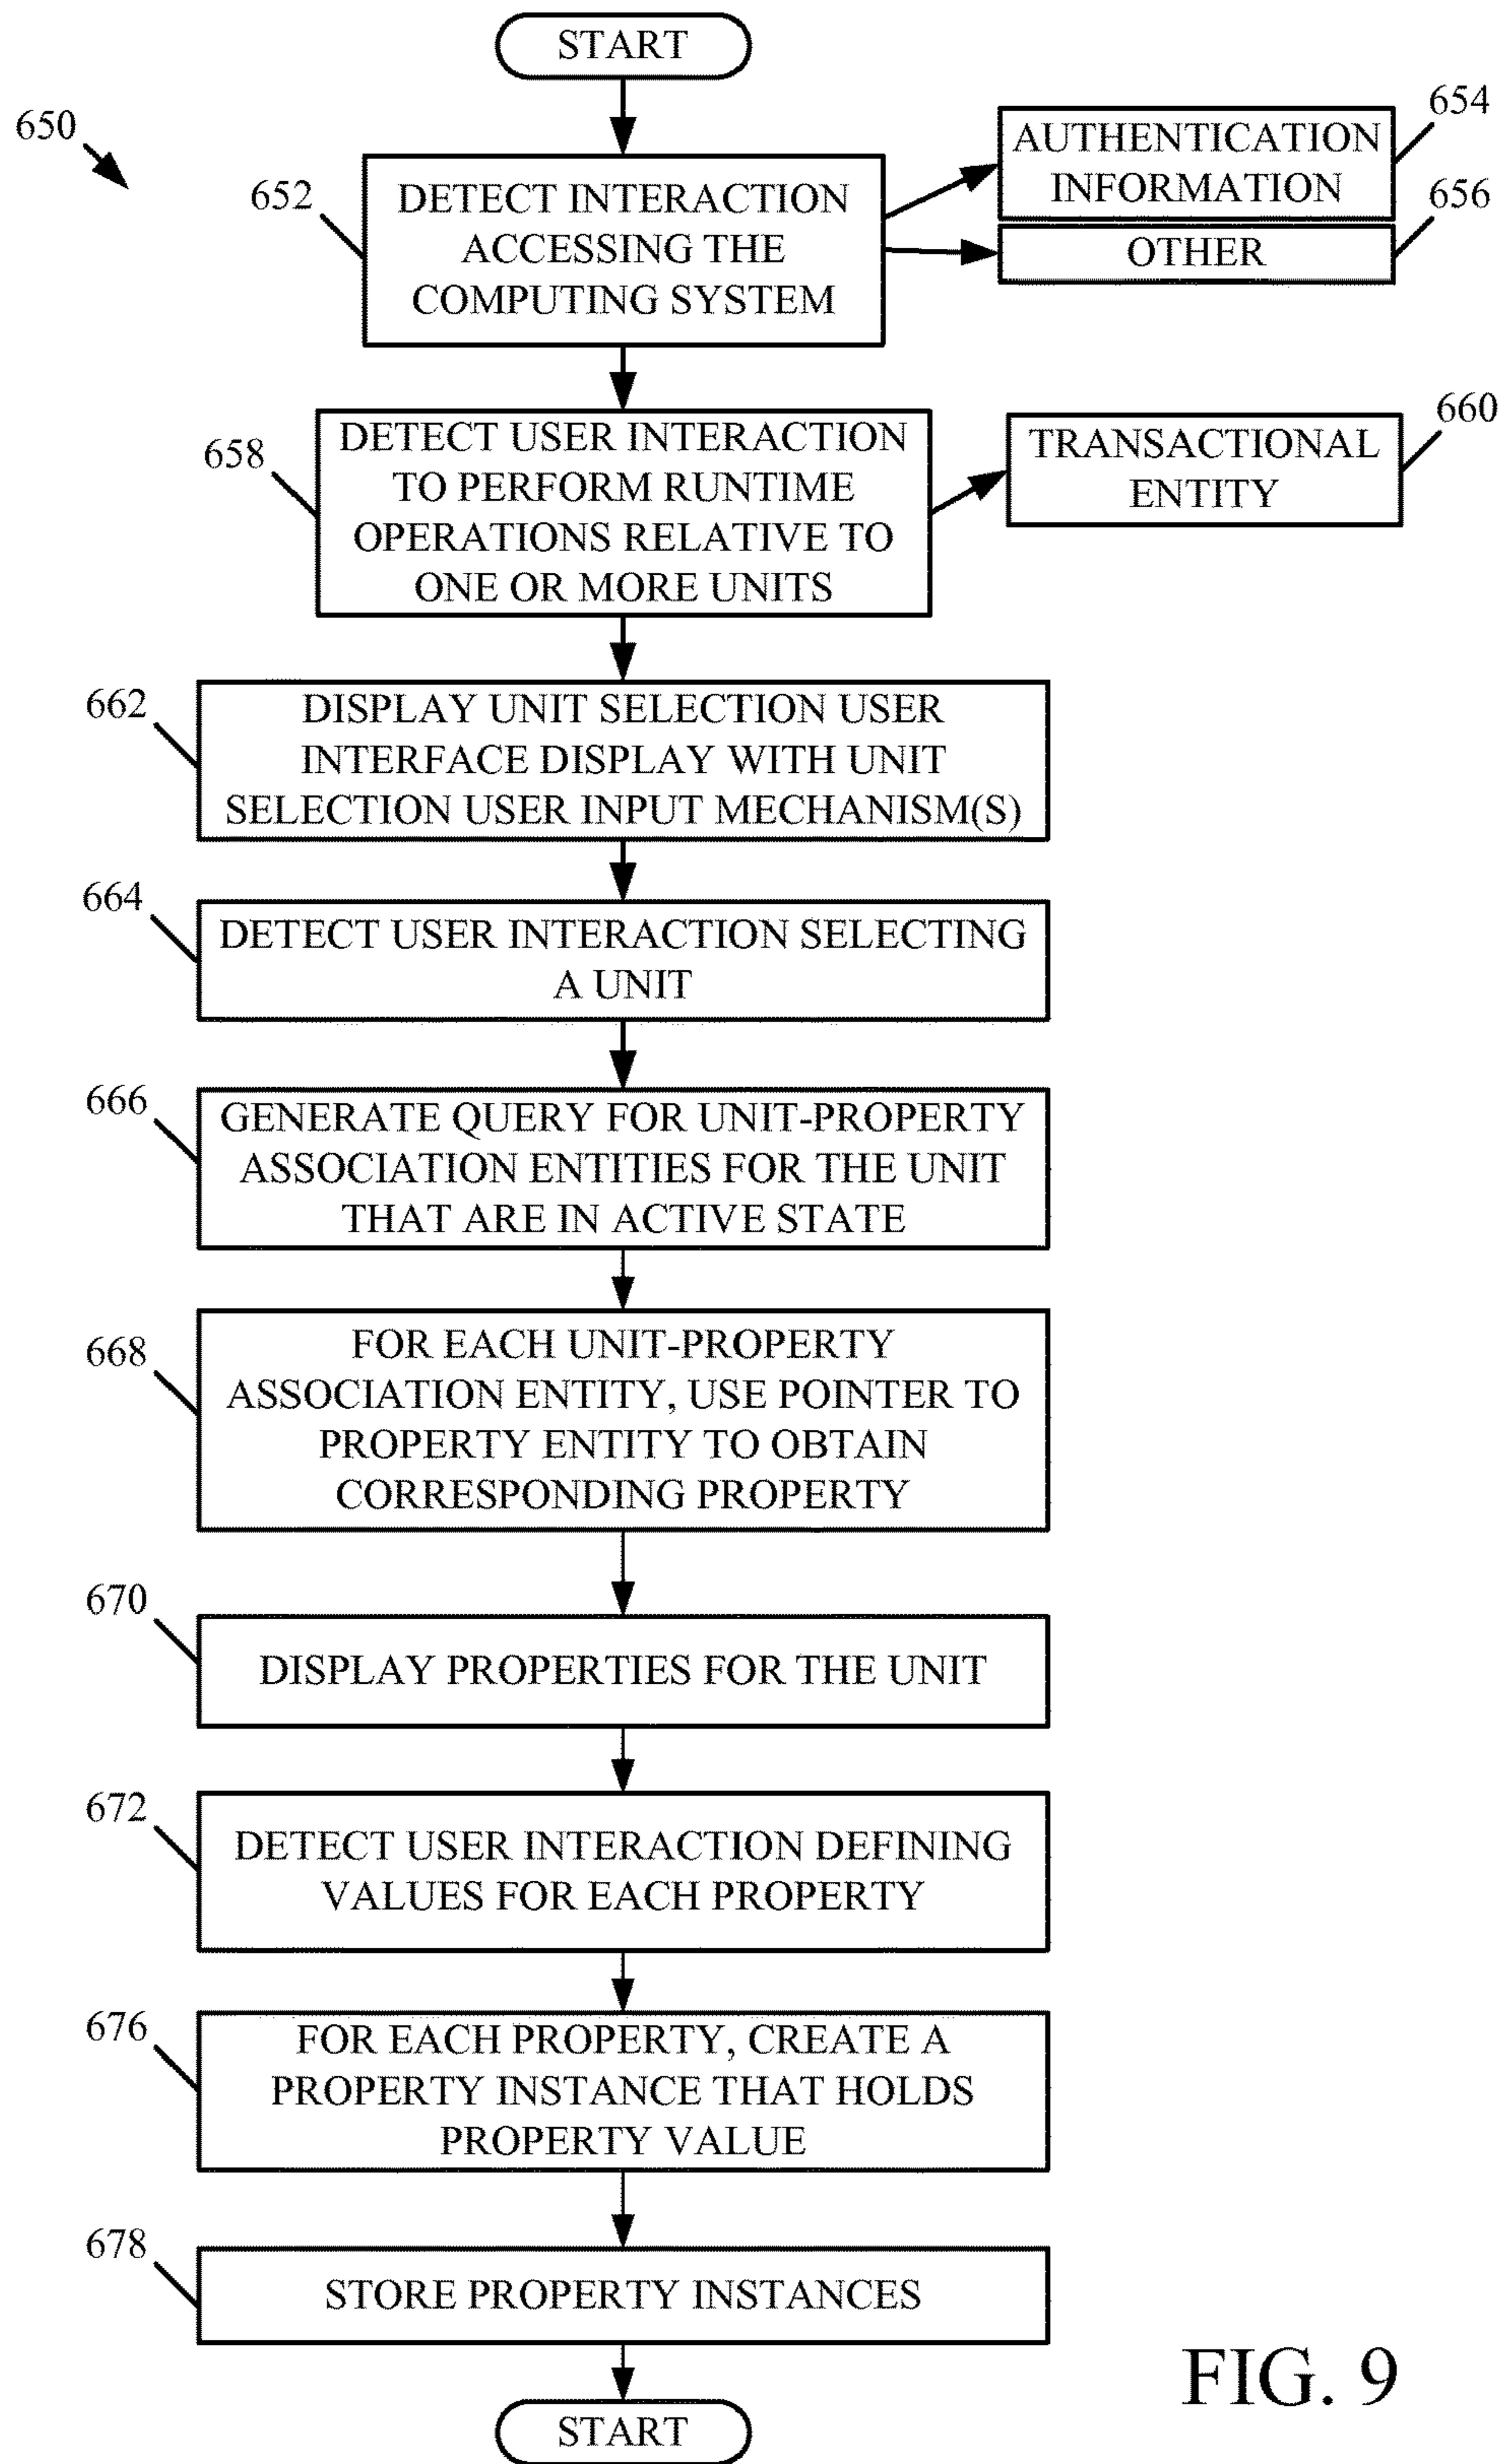 START
650
652
DETECT INTERACTION
ACCESSING THE
COMPUTING SYSTEM
654
AUTHENTICATION
INFORMATION
656
OTHER
658
DETECT USER INTERACTION
TO PERFORM RUNTIME
OPERATIONS RELATIVE TO
ONE OR MORE UNITS
660
TRANSACTIONAL
ENTITY
662
DISPLAY UNIT SELECTION USER
INTERFACE DISPLAY WITH UNIT
SELECTION USER INPUT MECHANISM(S)
664
DETECT USER INTERACTION SELECTING
A UNIT
666
GENERATE QUERY FOR UNIT-PROPERTY
ASSOCIATION ENTITIES FOR THE UNIT
THAT ARE IN ACTIVE STATE
668
FOR EACH UNIT-PROPERTY
ASSOCIATION ENTITY, USE POINTER TO
PROPERTY ENTITY TO OBTAIN
CORRESPONDING PROPERTY
670
DISPLAY PROPERTIES FOR THE UNIT
672
DETECT USER INTERACTION DEFINING
VALUES FOR EACH PROPERTY
676
FOR EACH PROPERTY, CREATE A
PROPERTY INSTANCE THAT HOLDS
PROPERTY VALUE
678
STORE PROPERTY INSTANCES
START
FIG. 9